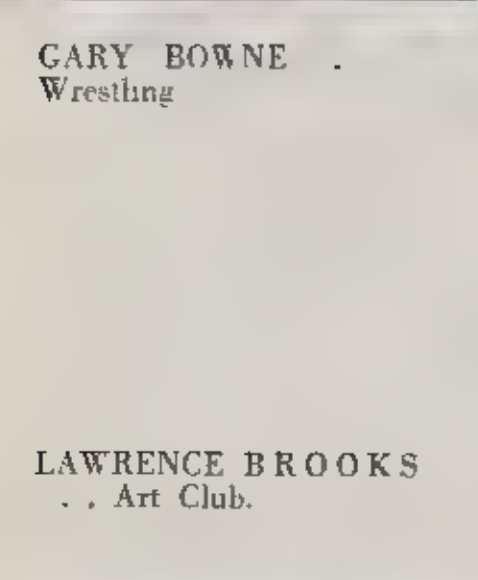 GARY BOWNE .
Wrestling
LAWRENCE BROOKS
. . Art Club.